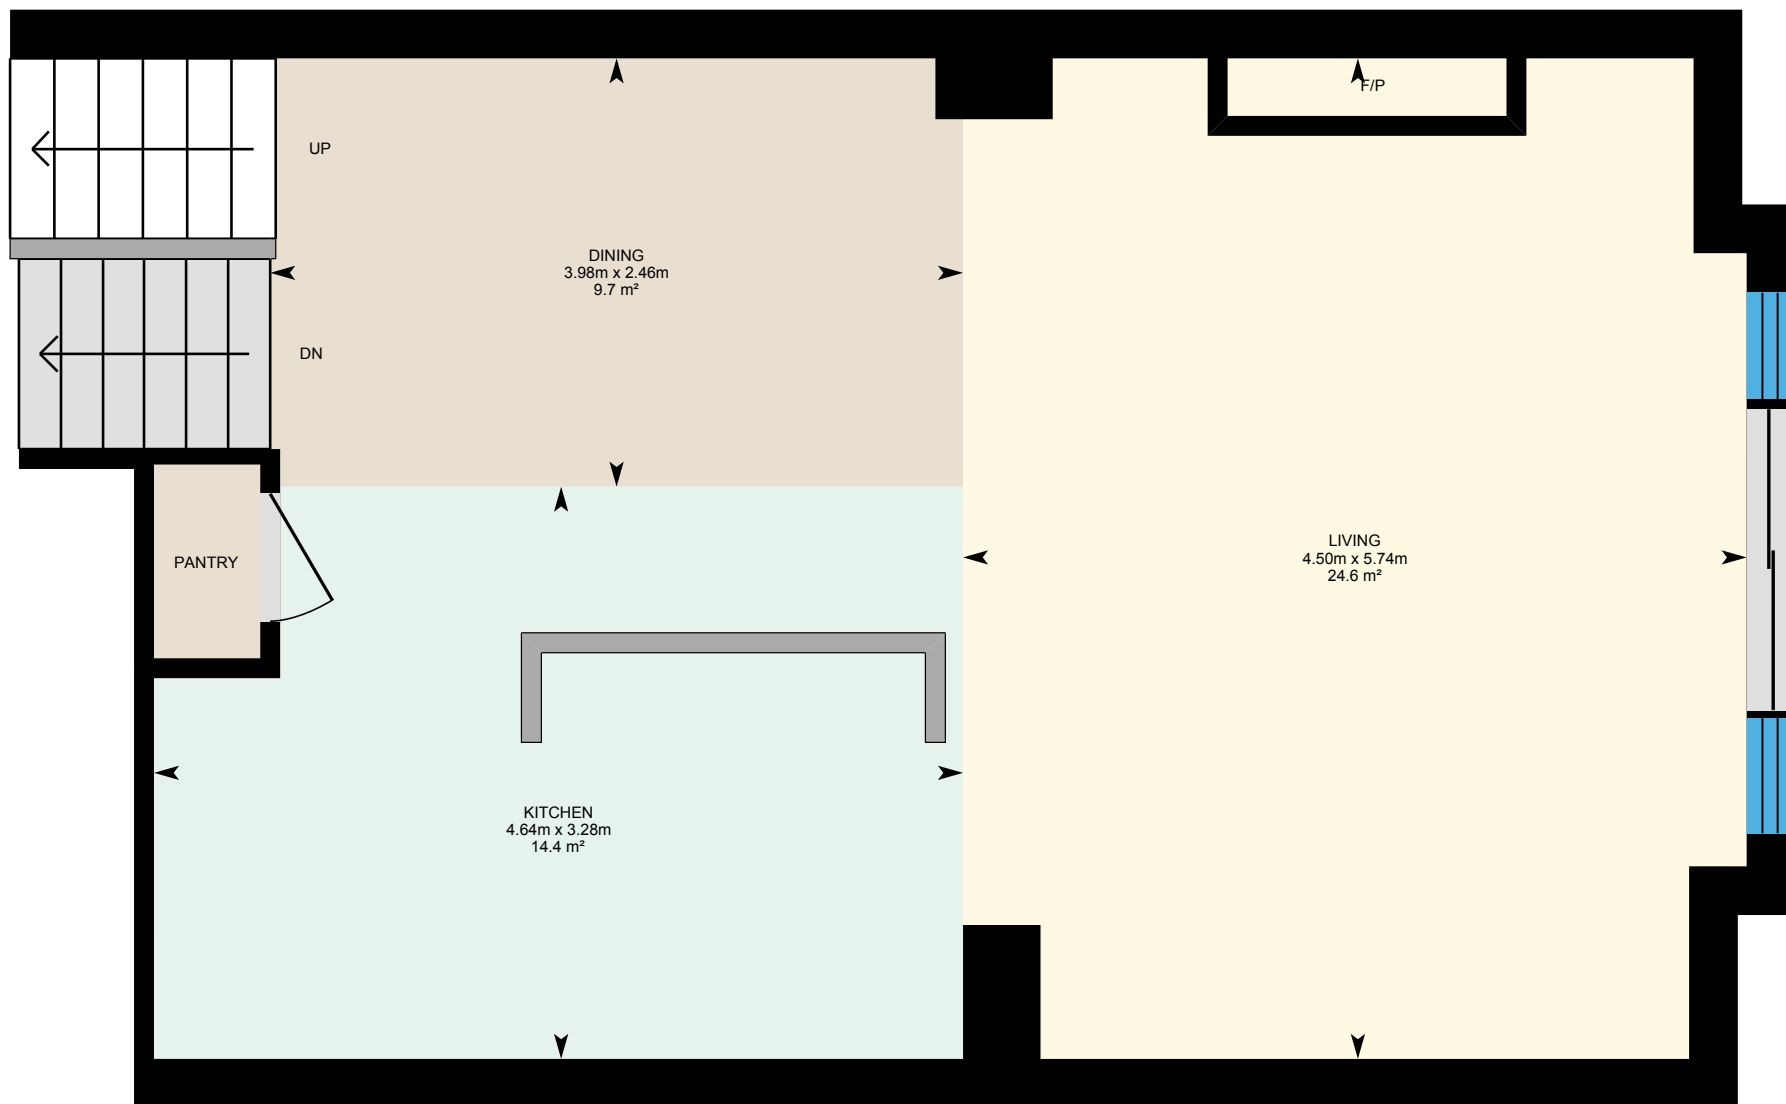 F/P
UP
DINING
3.98m x 2.46m
9.7 m²
DN
LIVING
4.50m x 5.74m
24.6 m²
PANTRY
KITCHEN
4.64m x 3.28m
14.4 m²